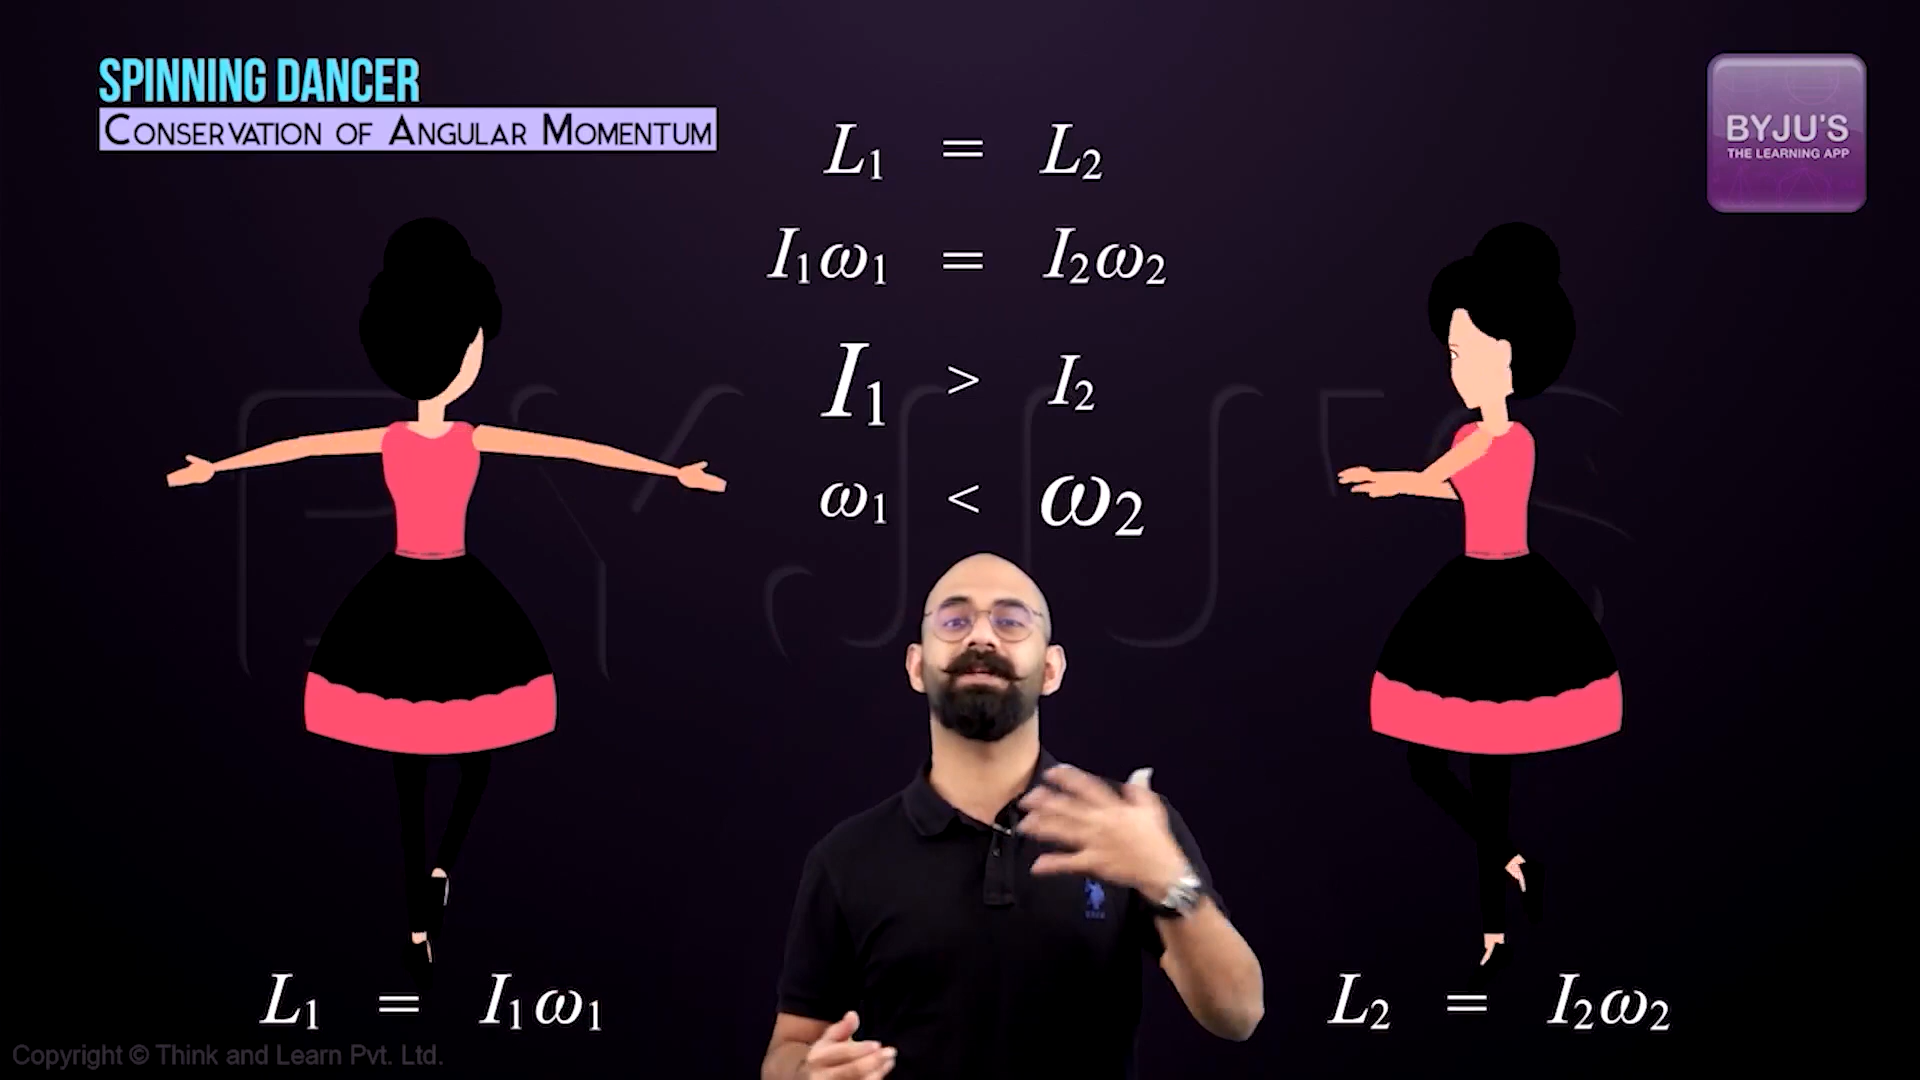 SPINNING DANCER
CONSERVATION OF ANGULAR MOMENTUM
L₁ = L₂
I₁ω₁ = I₂ω₂
I₁ > I₂
ω₁ < ω₂
BYJU'S
THE LEARNING APP
BYJU'S
L₁ = I₁ω₁
L₂ = I₂ω₂
Copyright © Think and Learn Pvt. Ltd.